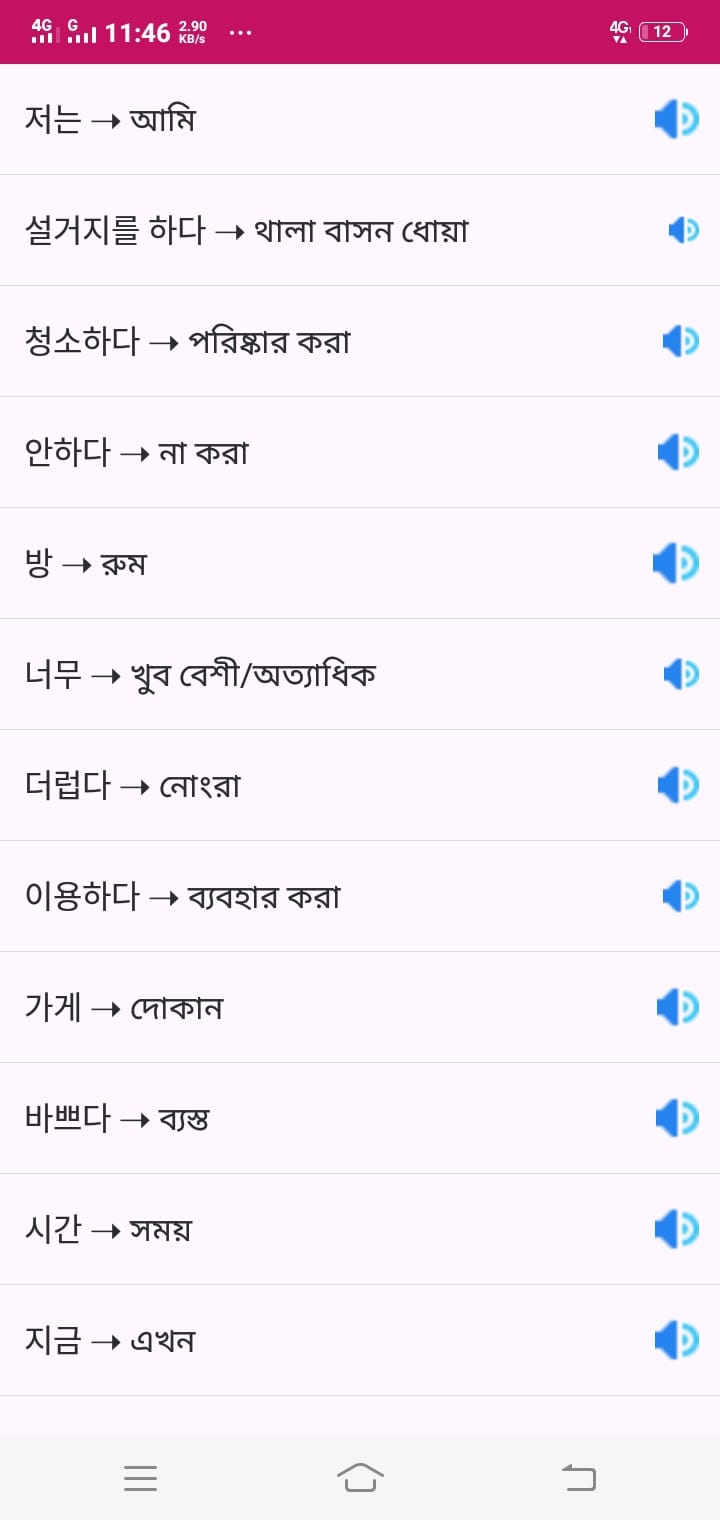 4G G 11:46 2.90 KB/s ... 4G 12
저는 → আমি
설거지를 하다 → থালা বাসন ধোয়া
청소하다 → পরিষ্কার করা
안하다 → না করা
방 → রুম
너무 → খুব বেশী/অত্যাধিক
더럽다 → নোংরা
이용하다 → ব্যবহার করা
가게 → দোকান
바쁘다 → ব্যস্ত
시간 → সময়
지금 → এখন